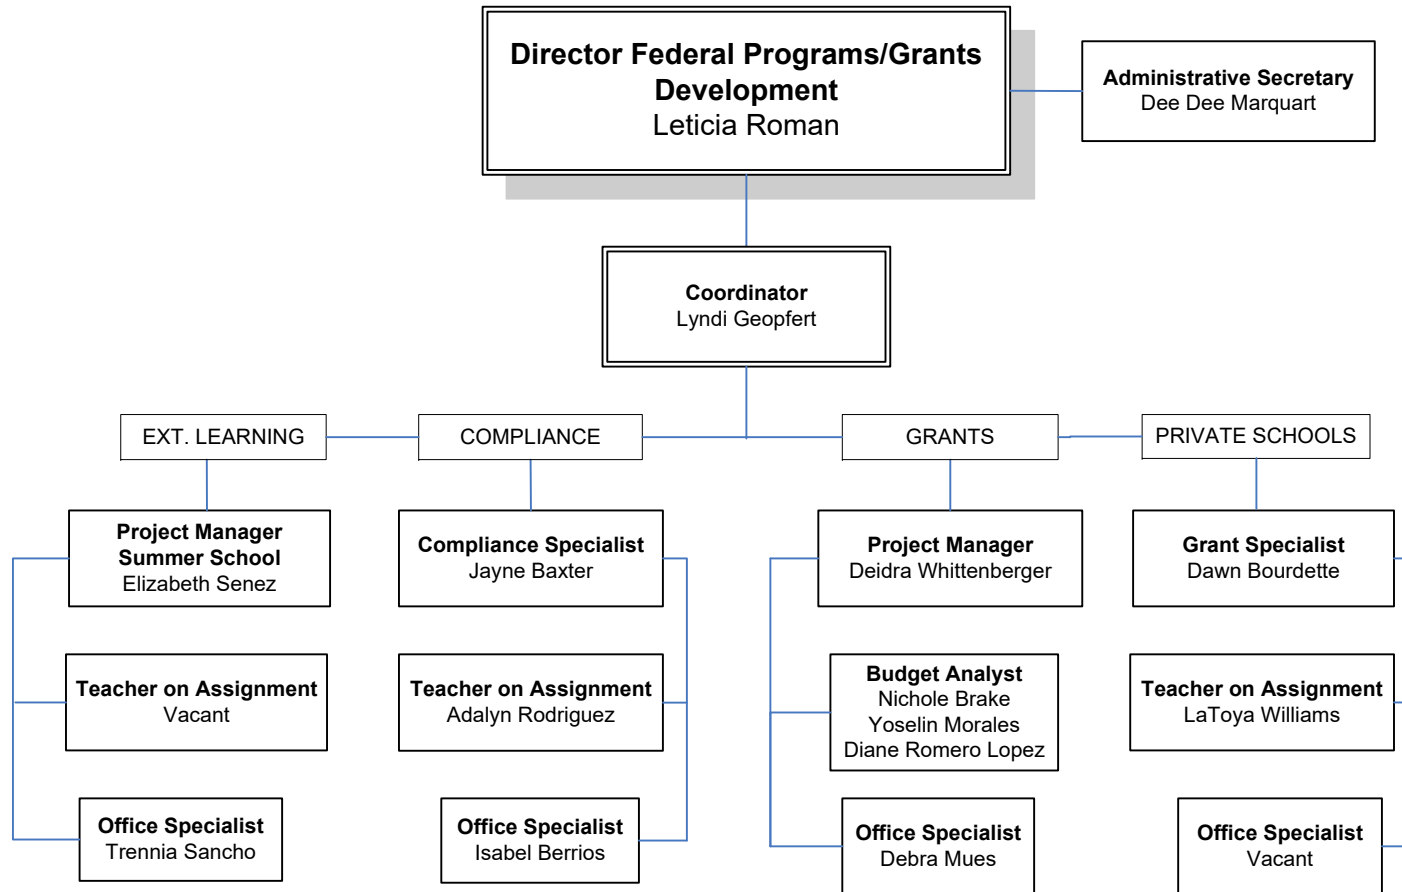 Director Federal Programs/Grants
Development
Leticia Roman
Administrative Secretary
Dee Dee Marquart
Coordinator
Lyndi Geopfert
EXT. LEARNING
COMPLIANCE
GRANTS
PRIVATE SCHOOLS
Project Manager
Summer School
Elizabeth Senez
Compliance Specialist
Jayne Baxter
Project Manager
Deidra Whittenberger
Grant Specialist
Dawn Bourdette
Teacher on Assignment
Vacant
Teacher on Assignment
Adalyn Rodriguez
Budget Analyst
Nichole Brake
Yoselin Morales
Diane Romero Lopez
Teacher on Assignment
LaToya Williams
Office Specialist
Trennia Sancho
Office Specialist
Isabel Berrios
Office Specialist
Debra Mues
Office Specialist
Vacant